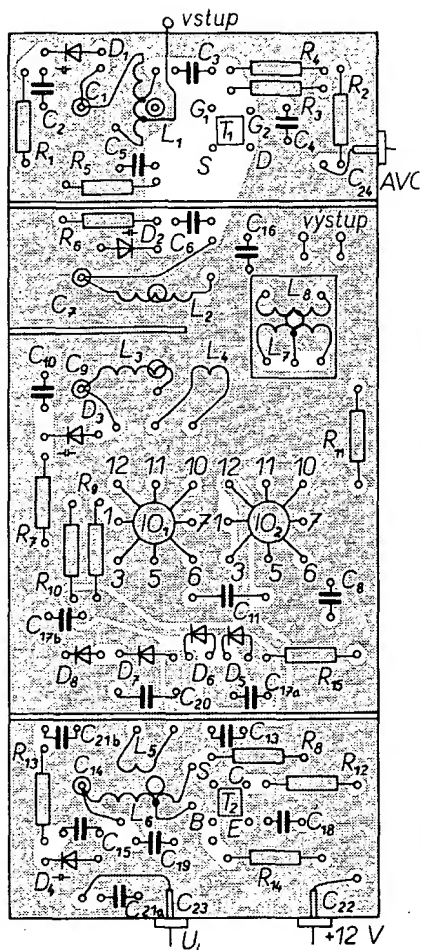 vstup
D₁ C₃ R₄
C₂ C₁ R₃ R₂
G₁ T₁ G₂
R₁ C₅ L₁ S D C₄
R₅ C₂₄ AVC
R₆ D₂ C₆ C₁₆ výstup
C₇ L₂ L₈
L₇
C₁₀ C₉ L₃ L₄
D₃ R₁₁
12 11 10 12 11 10
R₇ R₉ 1 IO₁ 7 1 IO₂ 7
3 5 6 3 5 6
R₁₀ C₁₁ C₈
C₁₇b
D₈ D₇ D₆ D₅ R₁₅
C₂₀ C₁₇a
C₂₁b L₅ C₁₃ R₈
R₁₃ C₁₄ S C R₁₂
L₆ T₂
C₁₅ B E C₁₈
D₄ C₁₉ R₁₄
C₂₁a C₂₃ C₂₂
+12 V